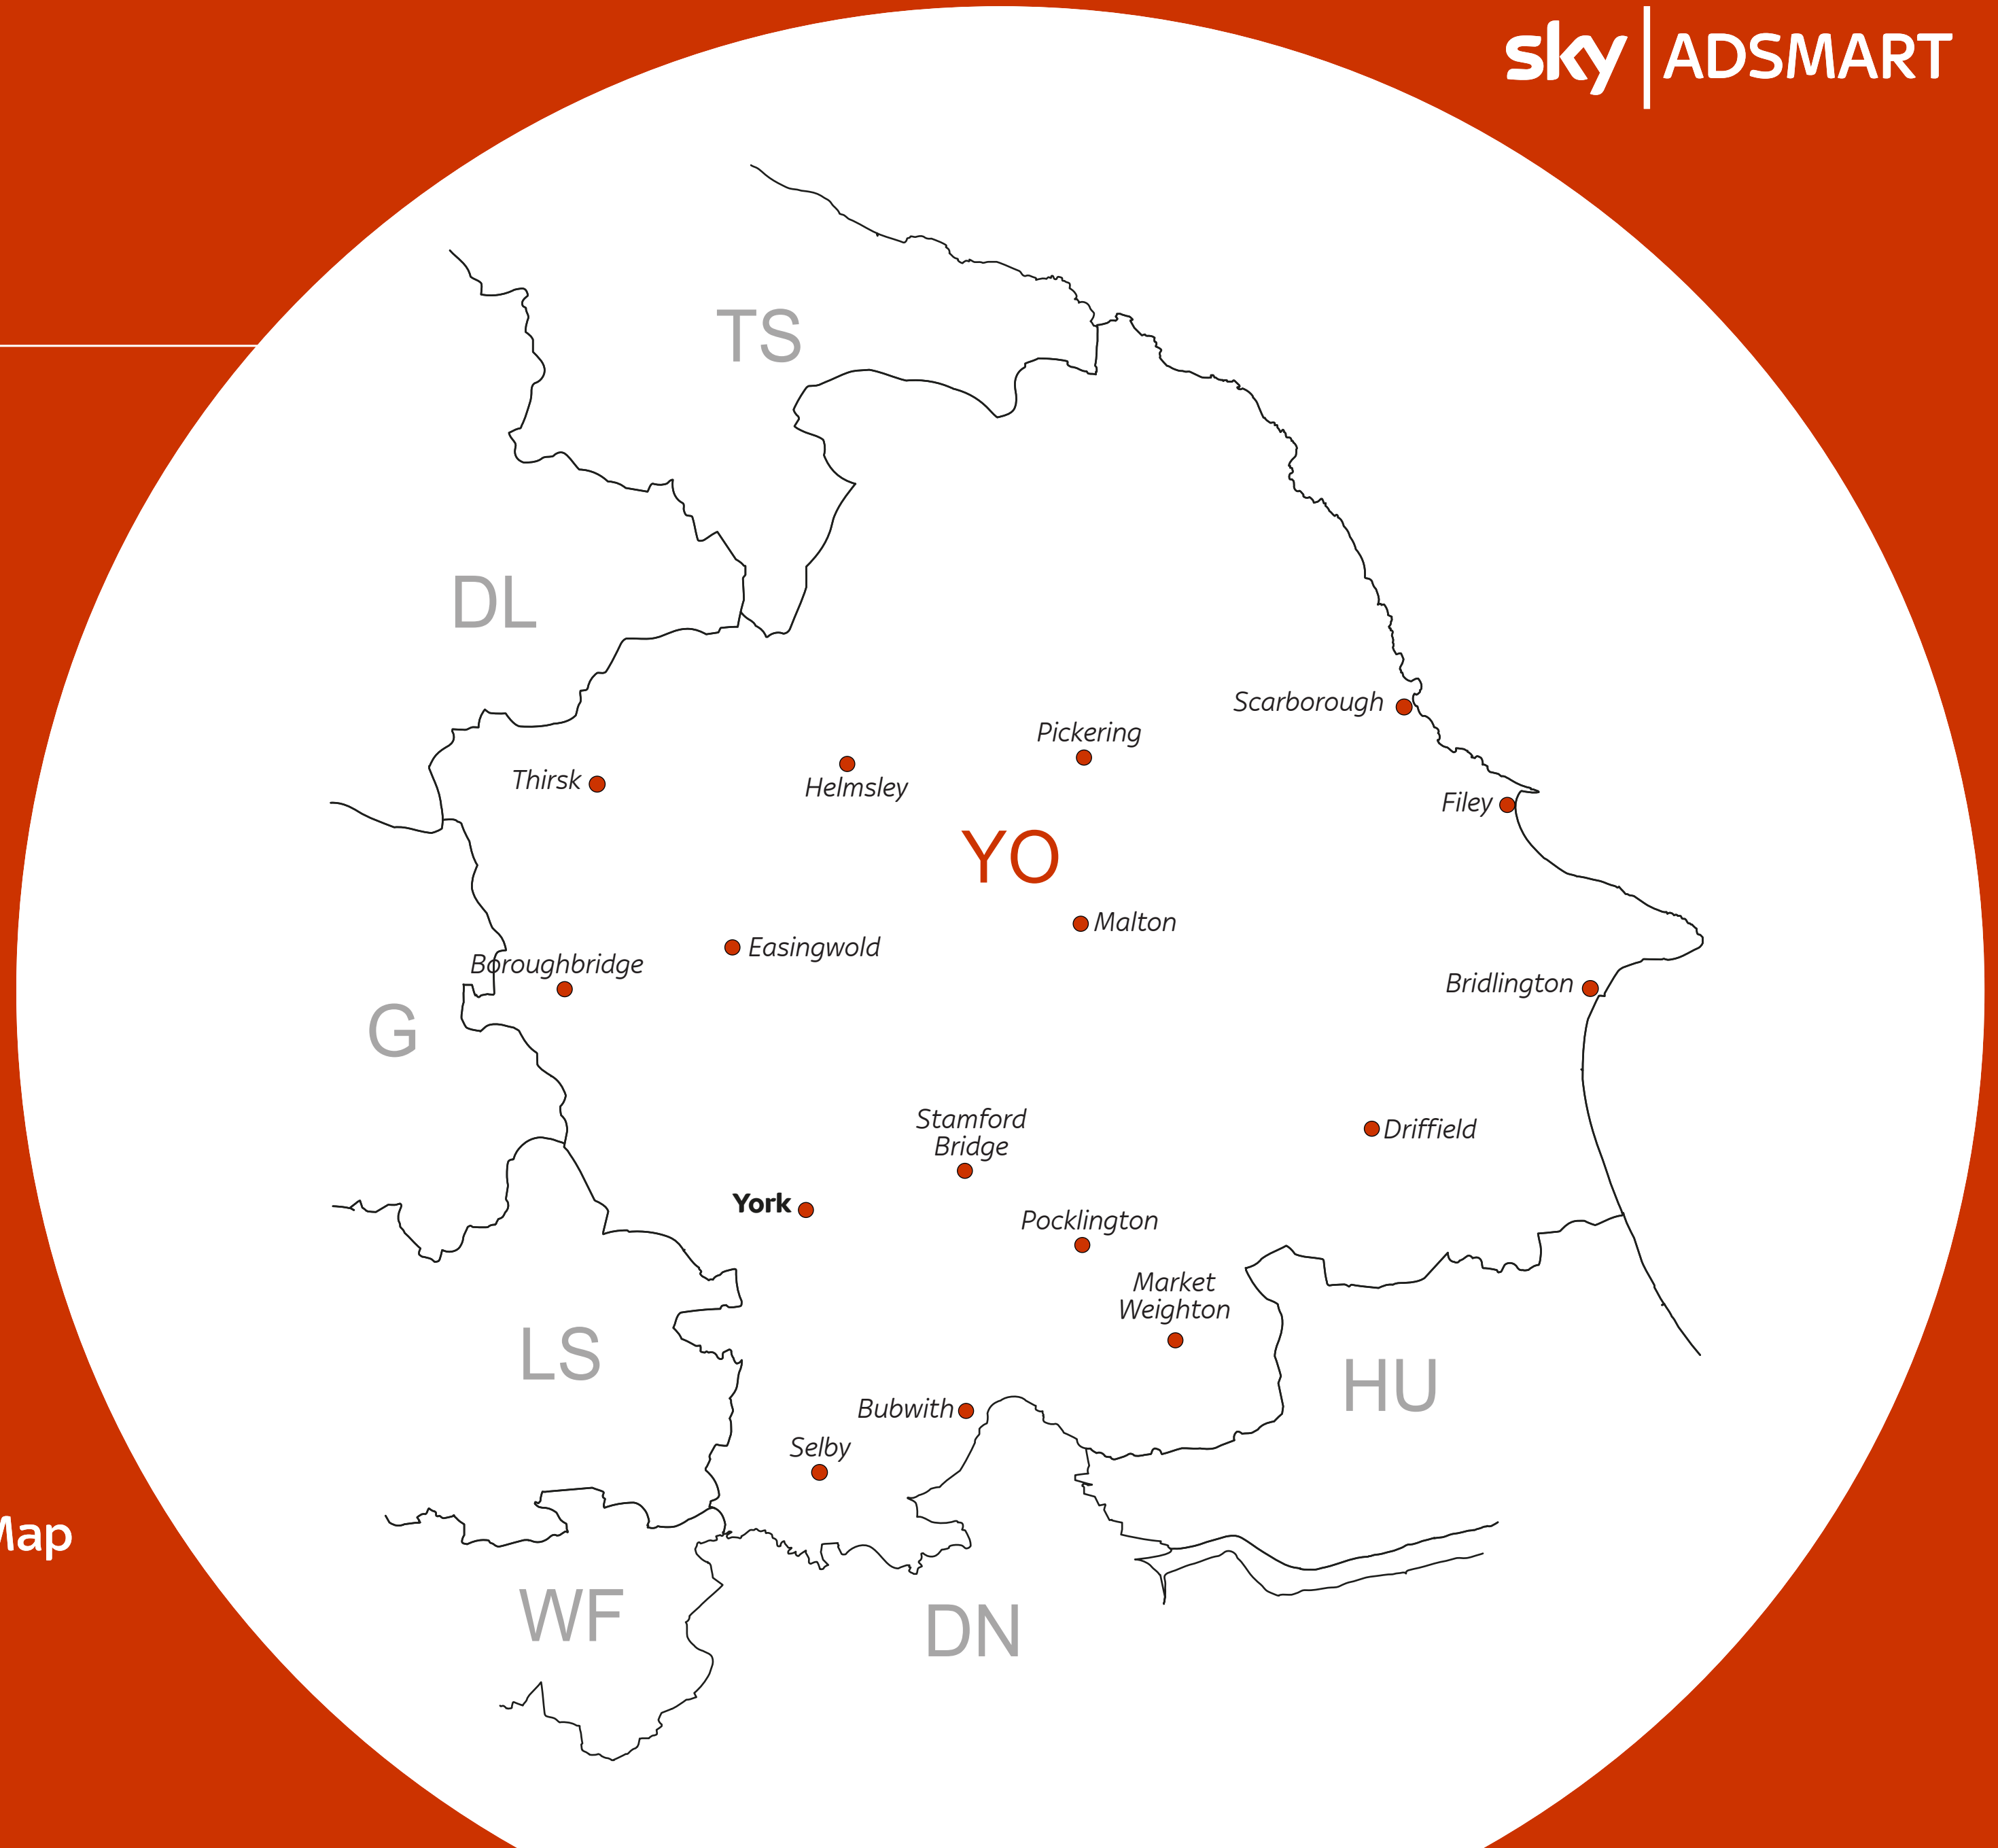 sky | ADSMART
TS
DL
Scarborough
Pickering
Thirsk
Helmsley
Filey
YO
Malton
Easingwold
Boroughbridge
Bridlington
G
Stamford
Bridge
Driffield
York
Pocklington
Market
Weighton
LS
HU
Bubwith
Selby
Map
WF
DN